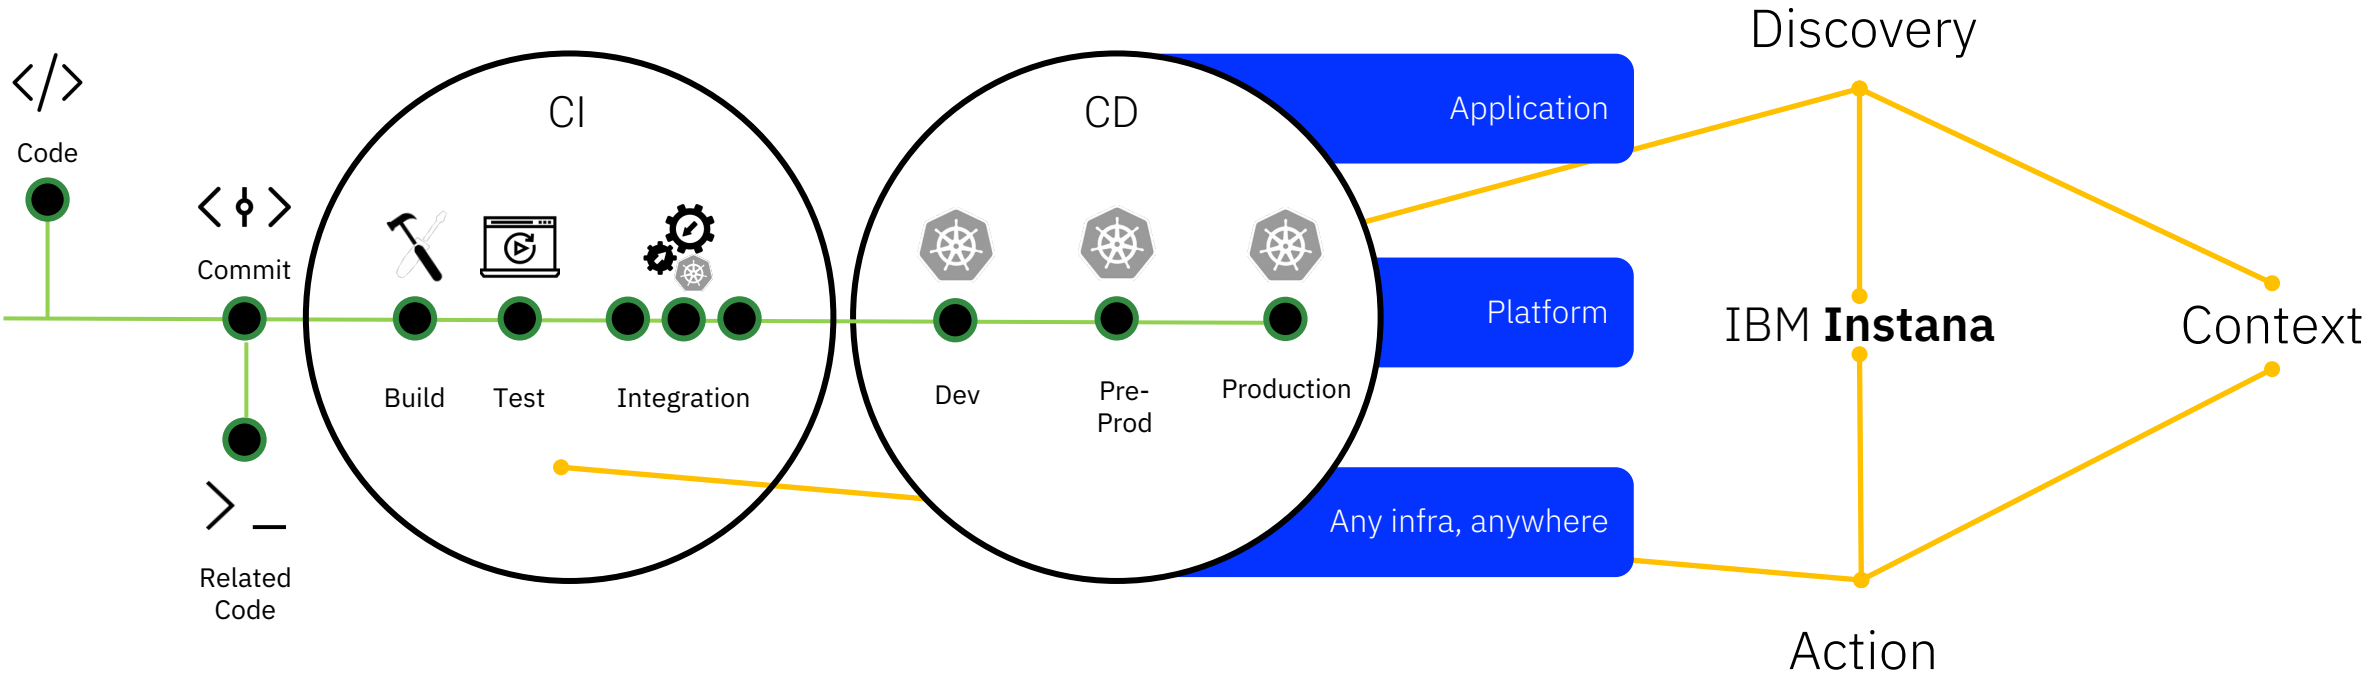 Code
Commit
Related
Code
CI
Build
Test
Integration
CD
Dev
Pre-
Prod
Production
Application
Platform
Any infra, anywhere
Discovery
IBM Instana
Context
Action